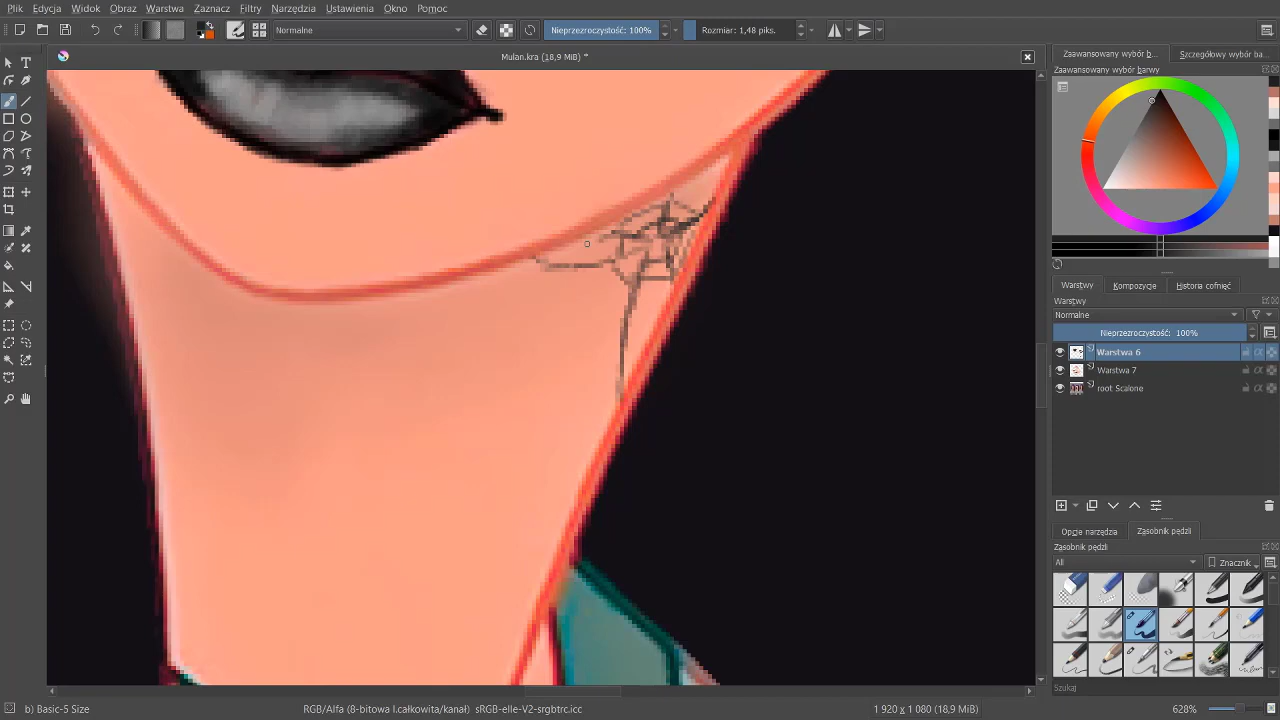 Plik Edycja Widok Obraz Warstwa Zaznacz Filtry Narzędzia Ustawienia Okno Pomoc
Normalne
Nieprzezroczystość: 100%
Rozmiar: 1,48 piks.
Mulan.kra (18,9 MiB) *
Zaawansowany wybór b...
Szczegółowy wybór ba...
Zaawansowany wybór barwy
Warstwy
Kompozycje
Historia cofnięć
Warstwy
Normalne
Nieprzezroczystość: 100%
Warstwa 6
Warstwa 7
root Scalone
Opcje narzędzia
Zasobnik pędzli
Zasobnik pędzli
All
Znacznik
Szukaj
b) Basic-5 Size
RGB/Alfa (8-bitowa l.całkowita/kanał) sRGB-elle-V2-srgbtrc.icc
1 920 x 1 080 (18,9 MiB)
628%